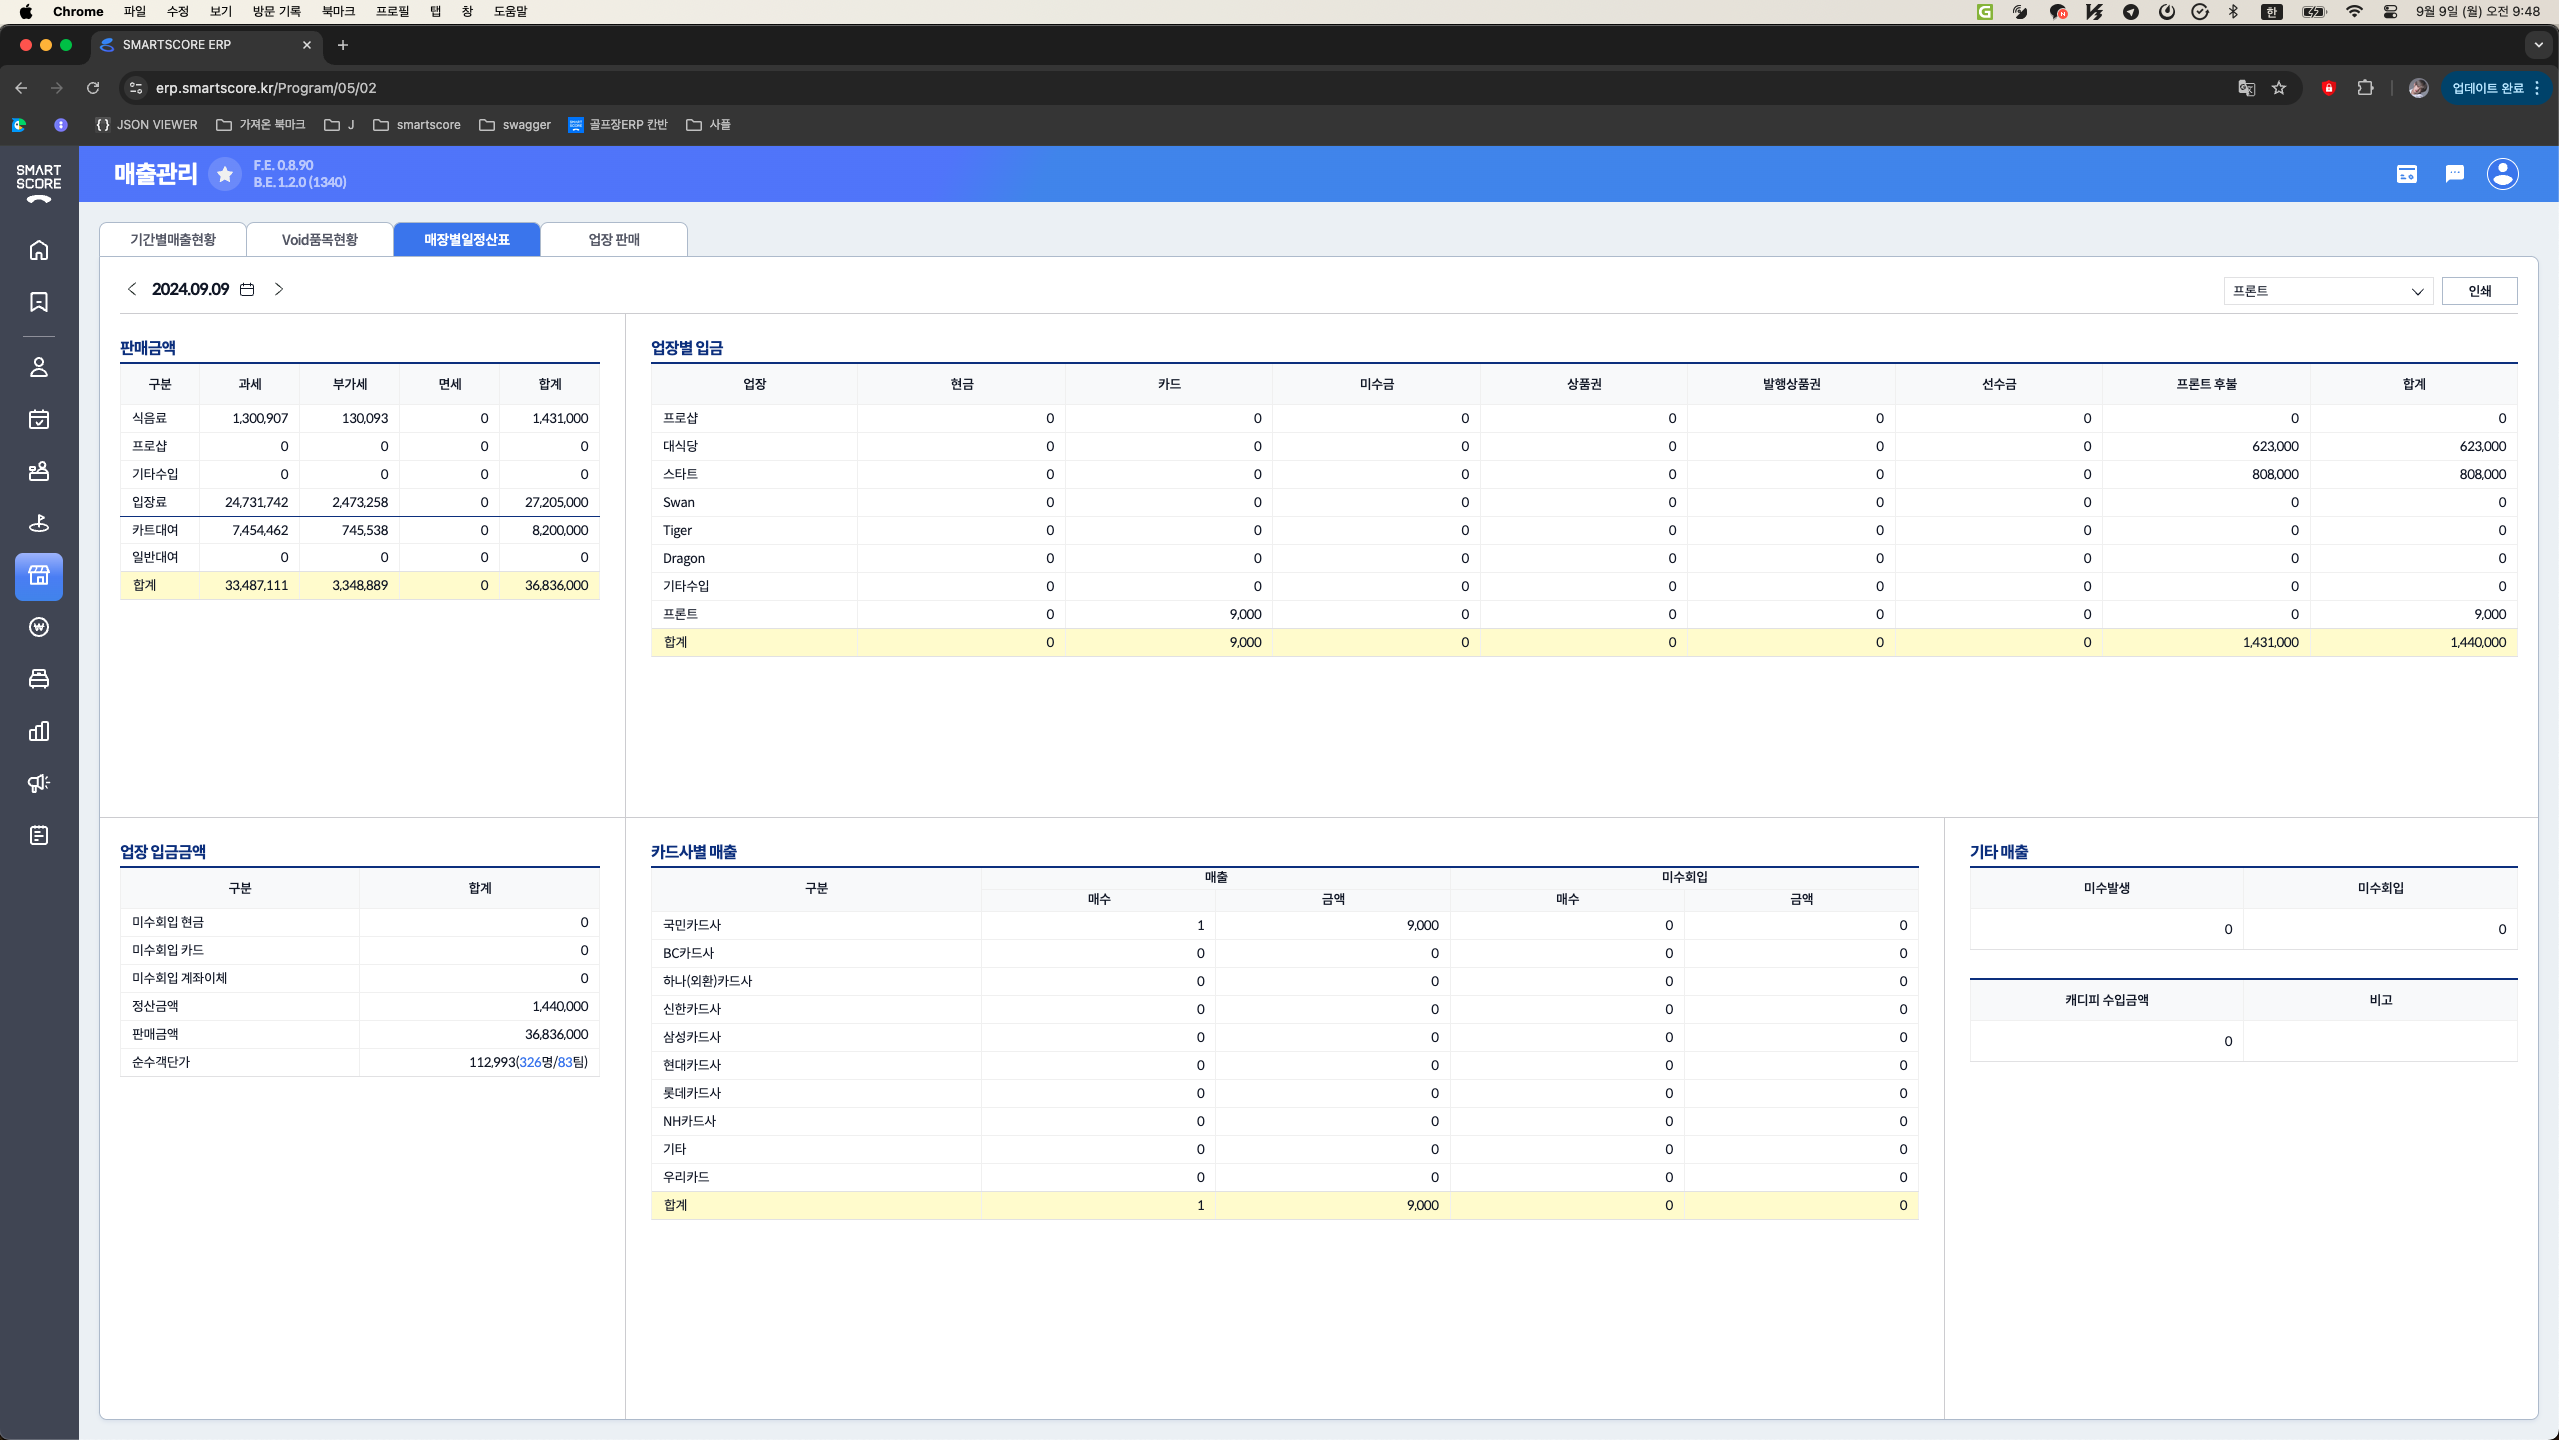 Chrome 파일 수정 보기 방문 기록 북마크 프로필 탭 창 도움말 한 9월 9일 (월) 오전 9:48
SMARTSCORE ERP
erp.smartscore.kr/Program/05/02 업데이트 완료
{ } JSON VIEWER 가져온 북마크 J smartscore swagger 골프장ERP 칸반 사플
SMART
SCORE
매출관리
F.E. 0.8.90
B.E. 1.2.0 (1340)
기간별매출현황 Void품목현황 매장별일정산표 업장 판매
2024.09.09 프론트 인쇄
판매금액
구분 과세 부가세 면세 합계
식음료 1,300,907 130,093 0 1,431,000
프로샵 0 0 0 0
기타수입 0 0 0 0
입장료 24,731,742 2,473,258 0 27,205,000
카트대여 7,454,462 745,538 0 8,200,000
일반대여 0 0 0 0
합계 33,487,111 3,348,889 0 36,836,000
업장별 입금
업장 현금 카드 미수금 상품권 발행상품권 선수금 프론트 후불 합계
프로샵 0 0 0 0 0 0 0 0
대식당 0 0 0 0 0 0 623,000 623,000
스타트 0 0 0 0 0 0 808,000 808,000
Swan 0 0 0 0 0 0 0 0
Tiger 0 0 0 0 0 0 0 0
Dragon 0 0 0 0 0 0 0 0
기타수입 0 0 0 0 0 0 0 0
프론트 0 9,000 0 0 0 0 0 9,000
합계 0 9,000 0 0 0 0 1,431,000 1,440,000
업장 입금금액
구분 합계
미수회입 현금 0
미수회입 카드 0
미수회입 계좌이체 0
정산금액 1,440,000
판매금액 36,836,000
순수객단가 112,993(326명/83팀)
카드사별 매출
구분 매출 미수회입
매수 금액 매수 금액
국민카드사 1 9,000 0 0
BC카드사 0 0 0 0
하나(외환)카드사 0 0 0 0
신한카드사 0 0 0 0
삼성카드사 0 0 0 0
현대카드사 0 0 0 0
롯데카드사 0 0 0 0
NH카드사 0 0 0 0
기타 0 0 0 0
우리카드 0 0 0 0
합계 1 9,000 0 0
기타 매출
미수발생 미수회입
0 0
캐디피 수입금액 비고
0